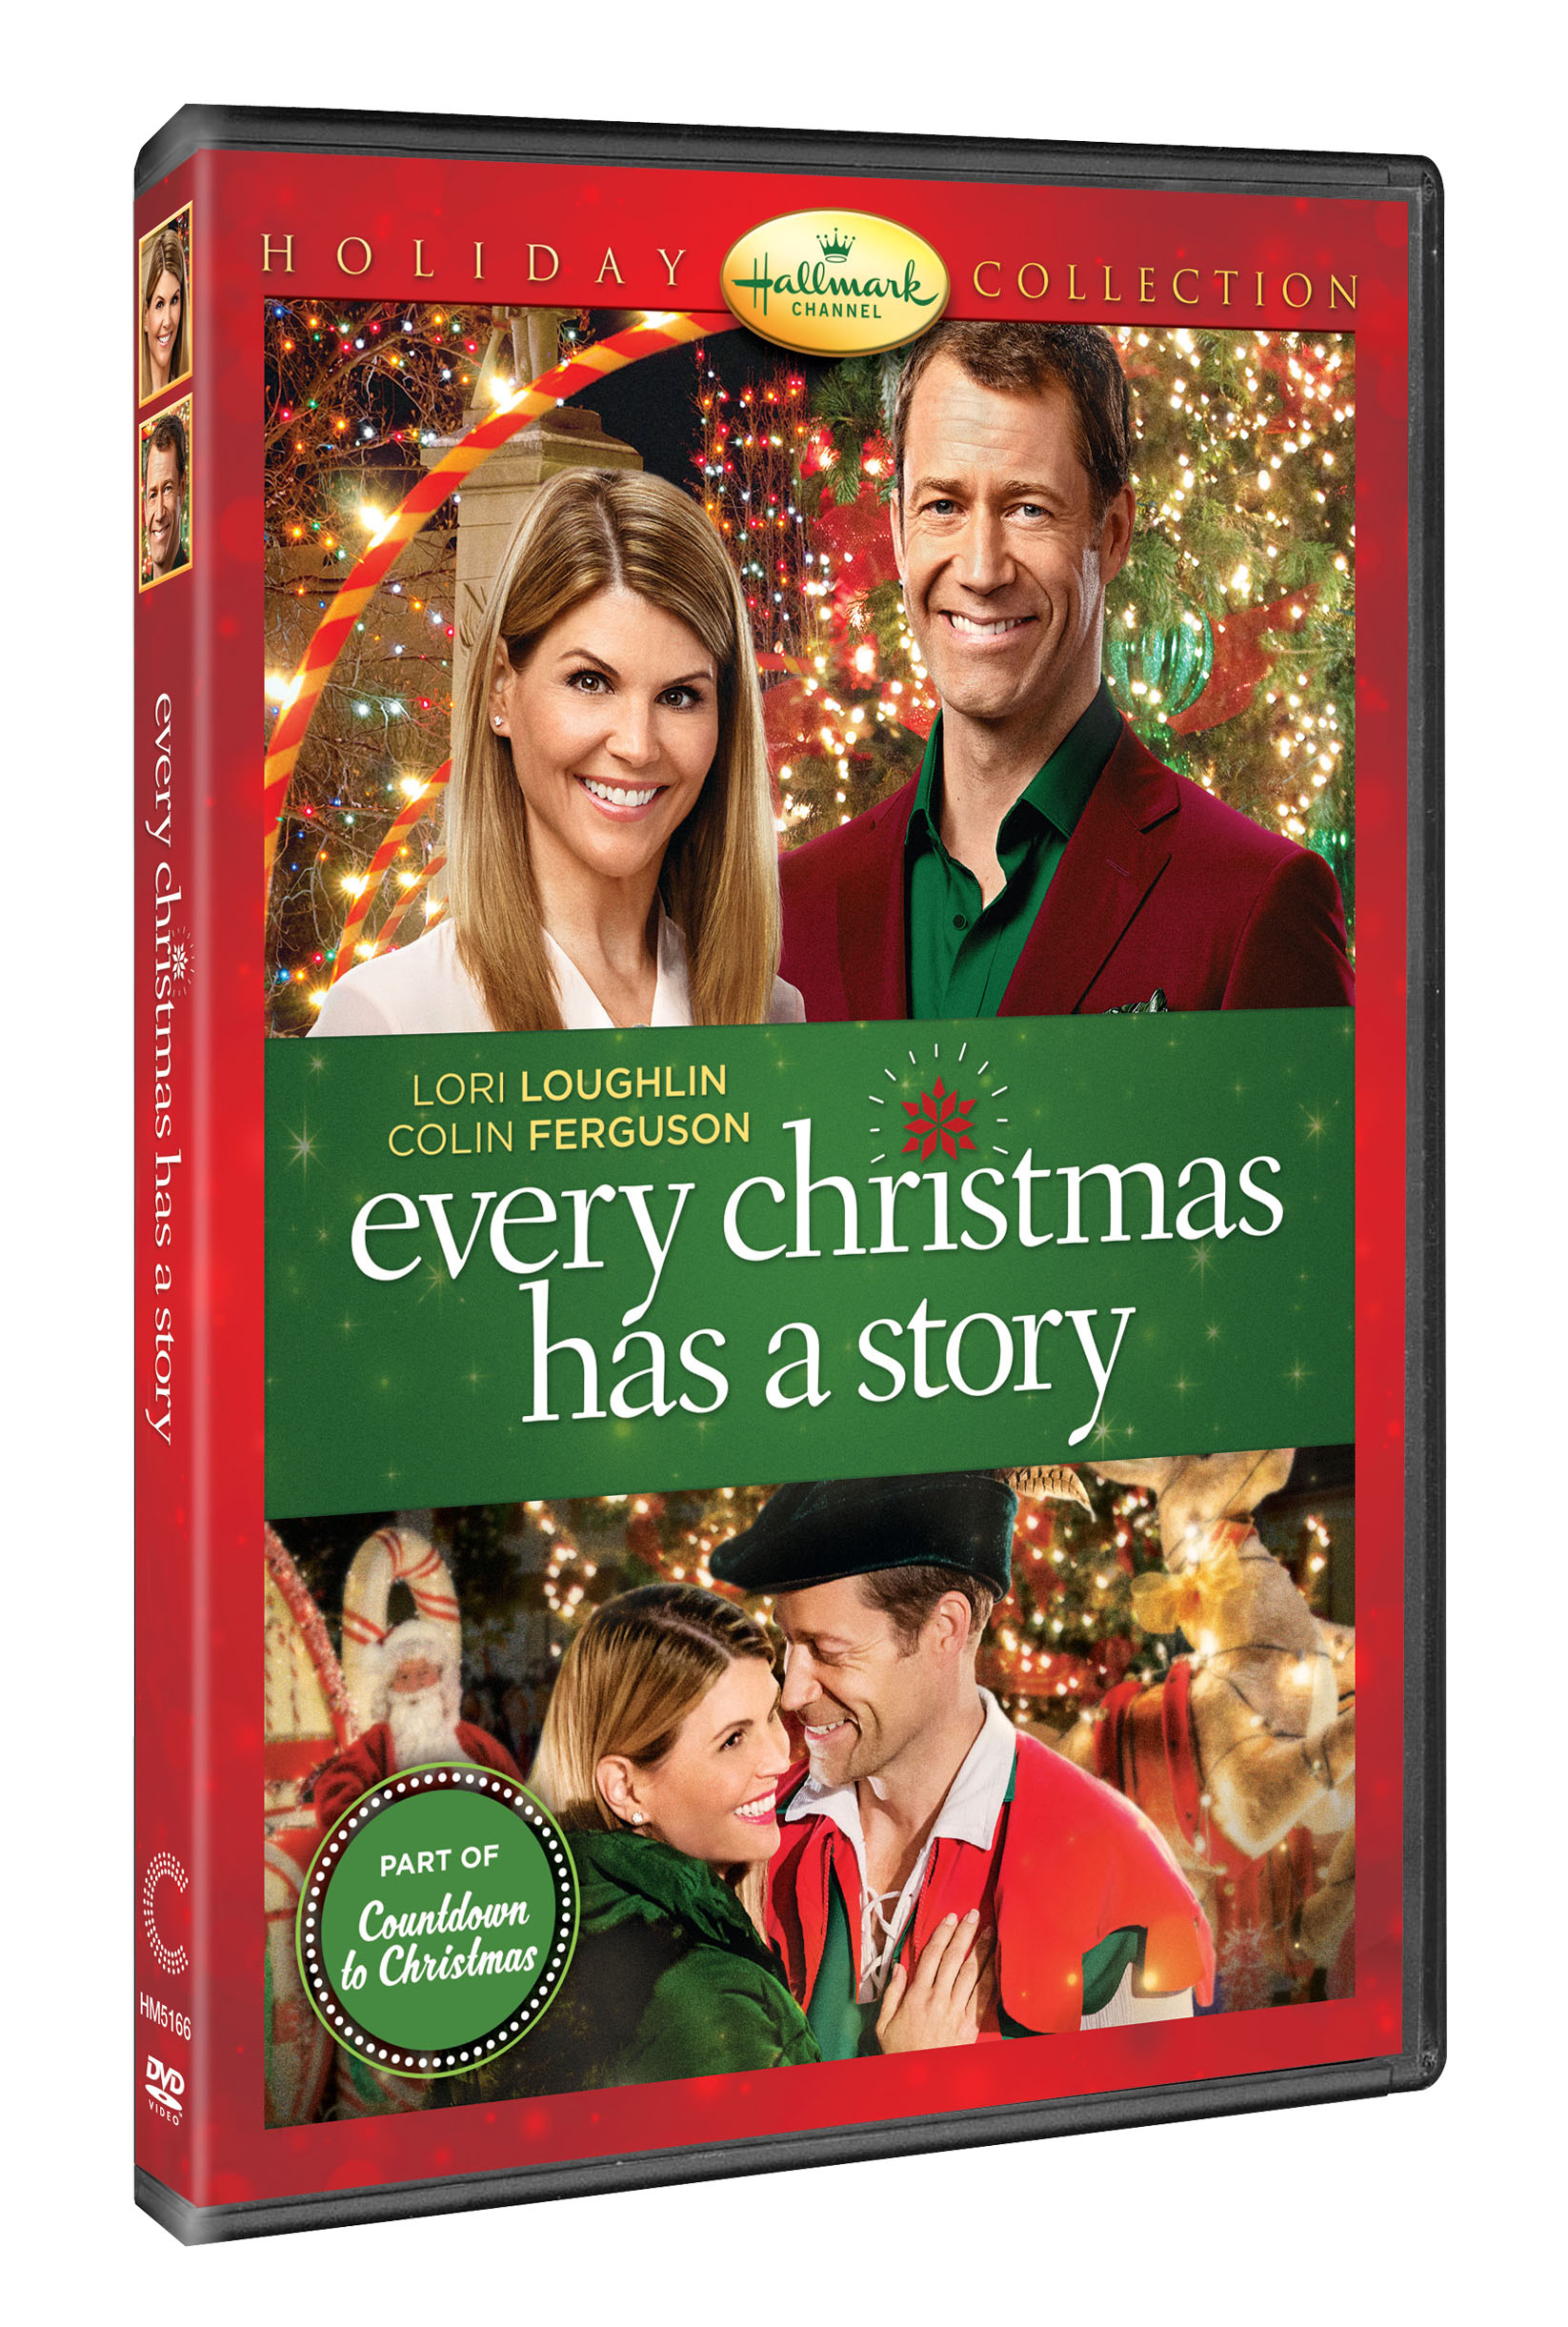 HOLIDAY Hallmark COLLECTION
CHANNEL
LORI LOUGHLIN
COLIN FERGUSON
every christmas
has a story
PART OF
Countdown
to Christmas
every christmas has a story
HM5166
DVD
VIDEO